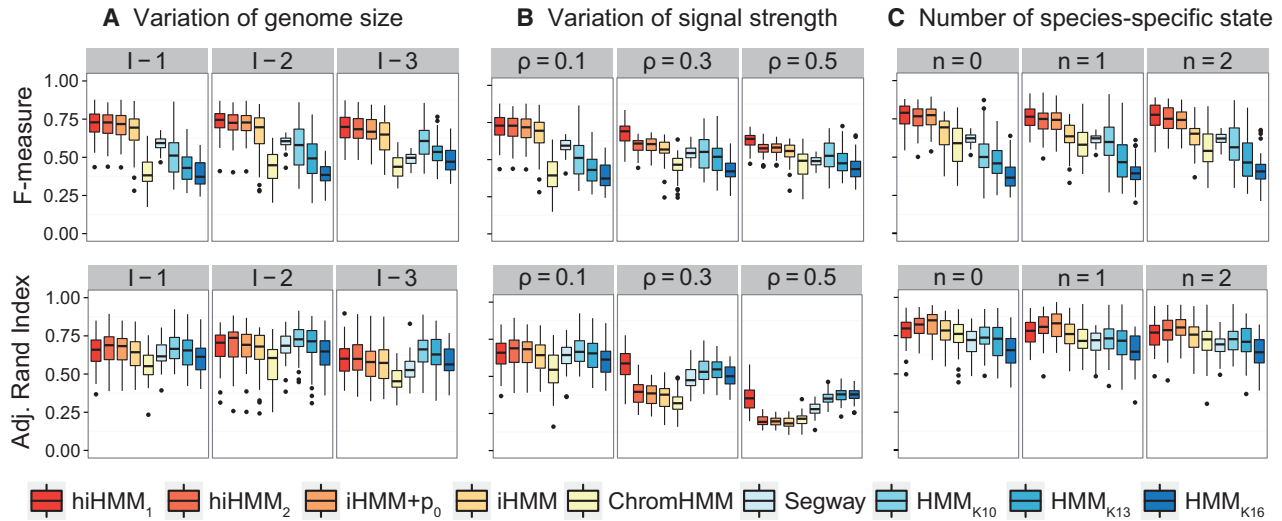 A Variation of genome size
B Variation of signal strength
C Number of species-specific state
l – 1 l – 2 l – 3
ρ = 0.1 ρ = 0.3 ρ = 0.5
n = 0 n = 1 n = 2
F-measure
1.00
0.75
0.50
0.25
0.00
l – 1 l – 2 l – 3
ρ = 0.1 ρ = 0.3 ρ = 0.5
n = 0 n = 1 n = 2
Adj. Rand Index
1.00
0.75
0.50
0.25
0.00
hiHMM₁ hiHMM₂ iHMM+p₀ iHMM ChromHMM Segway HMM_K10 HMM_K13 HMM_K16